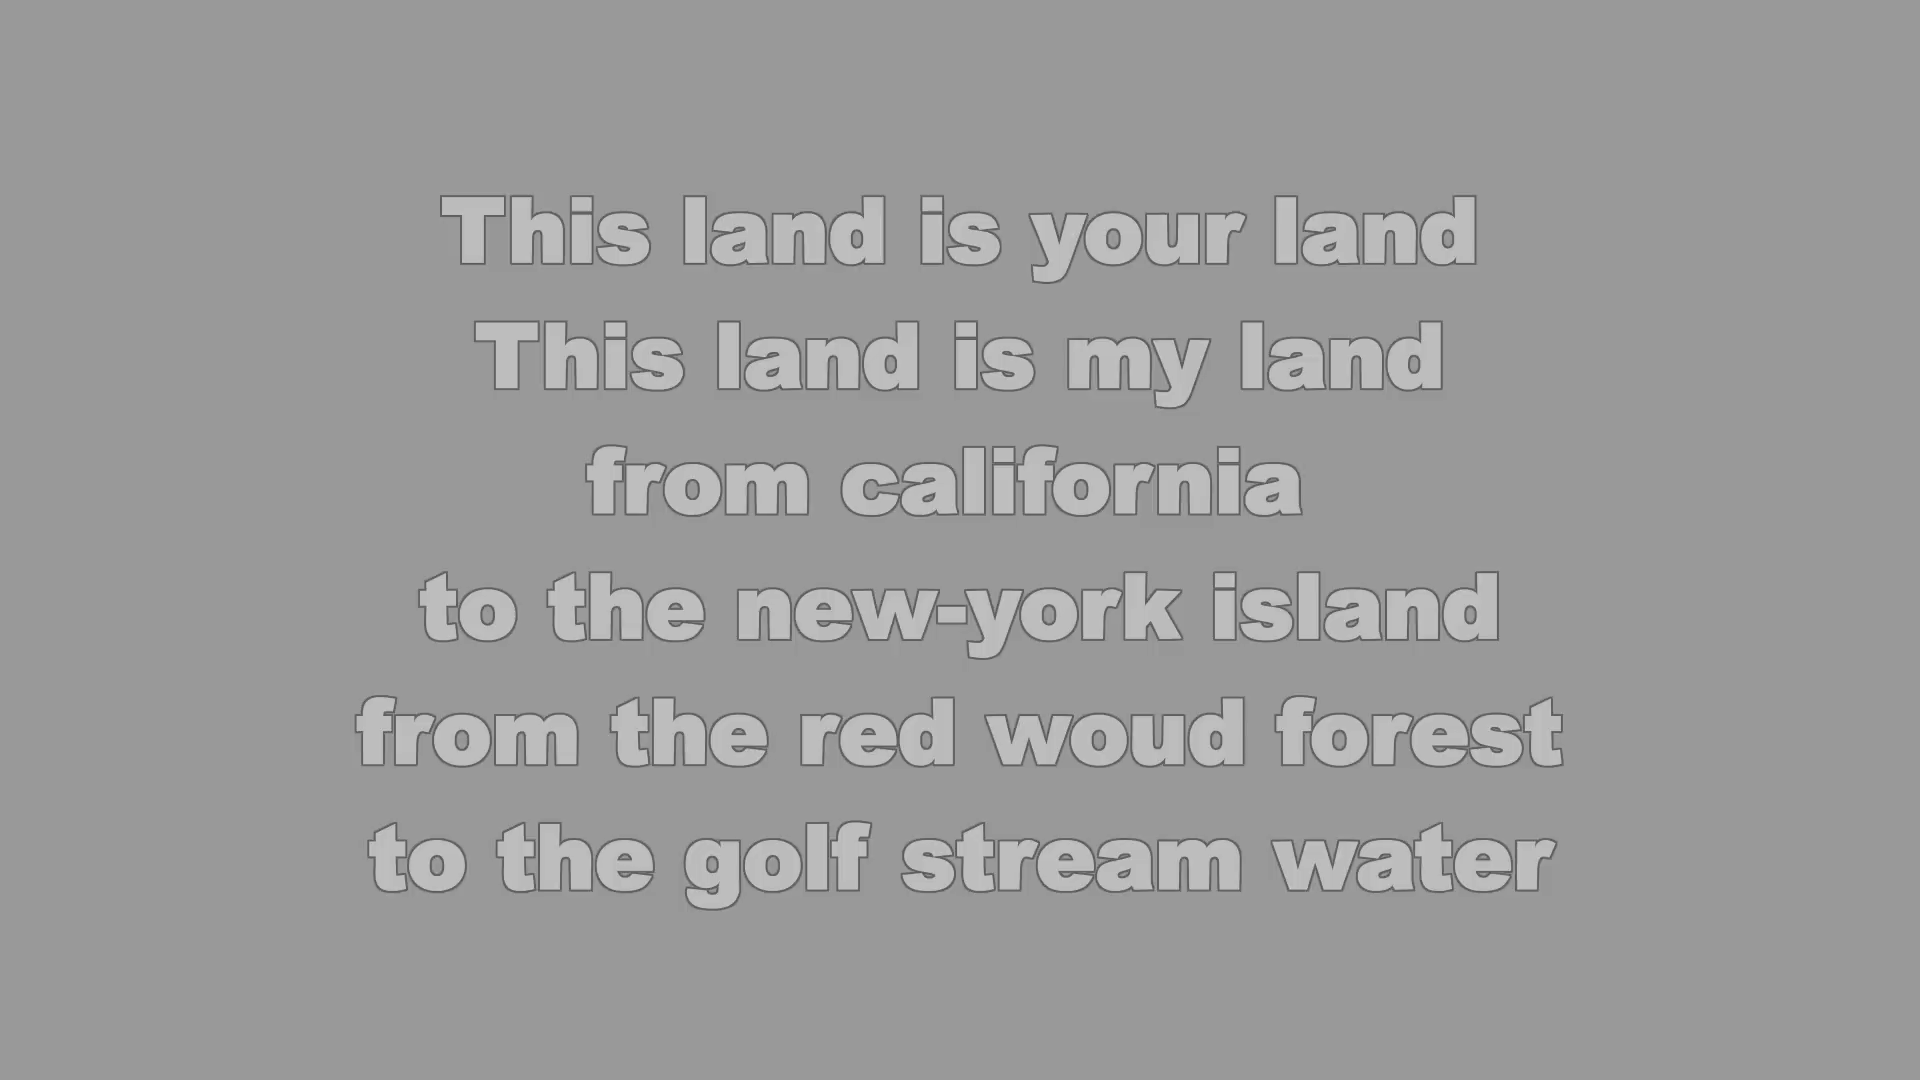 This land is your land
This land is my land
from california
to the new-york island
from the red woud forest
to the golf stream water